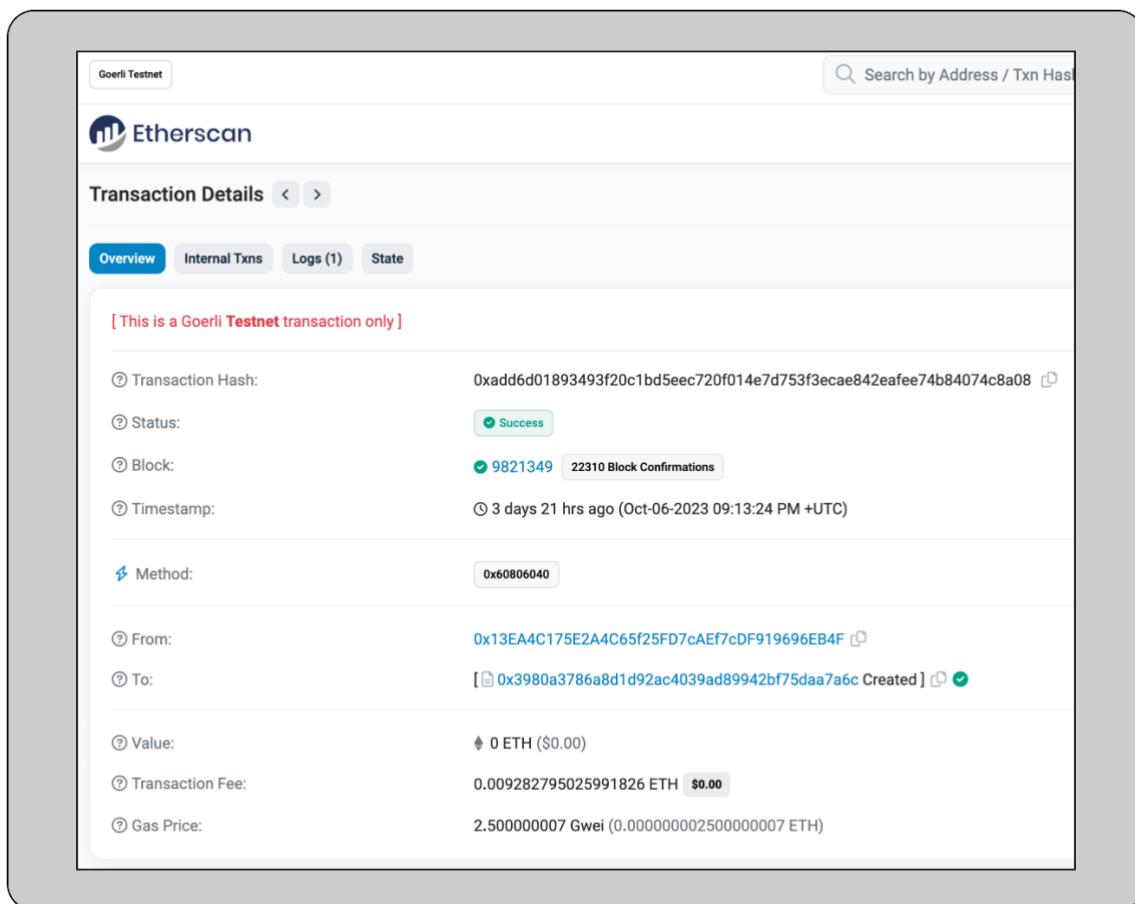 Goerli Testnet
Search by Address / Txn Hash
Etherscan
Transaction Details < >
Overview Internal Txns Logs (1) State
[ This is a Goerli Testnet transaction only ]
Transaction Hash: 0xadd6d01893493f20c1bd5eec720f014e7d753f3ecae842eafee74b84074c8a08
Status: Success
Block: 9821349 22310 Block Confirmations
Timestamp: 3 days 21 hrs ago (Oct-06-2023 09:13:24 PM +UTC)
Method: 0x60806040
From: 0x13EA4C175E2A4C65f25FD7cAEf7cDF919696EB4F
To: [ 0x3980a3786a8d1d92ac4039ad89942bf75daa7a6c Created ]
Value: 0 ETH ($0.00)
Transaction Fee: 0.009282795025991826 ETH $0.00
Gas Price: 2.500000007 Gwei (0.000000002500000007 ETH)